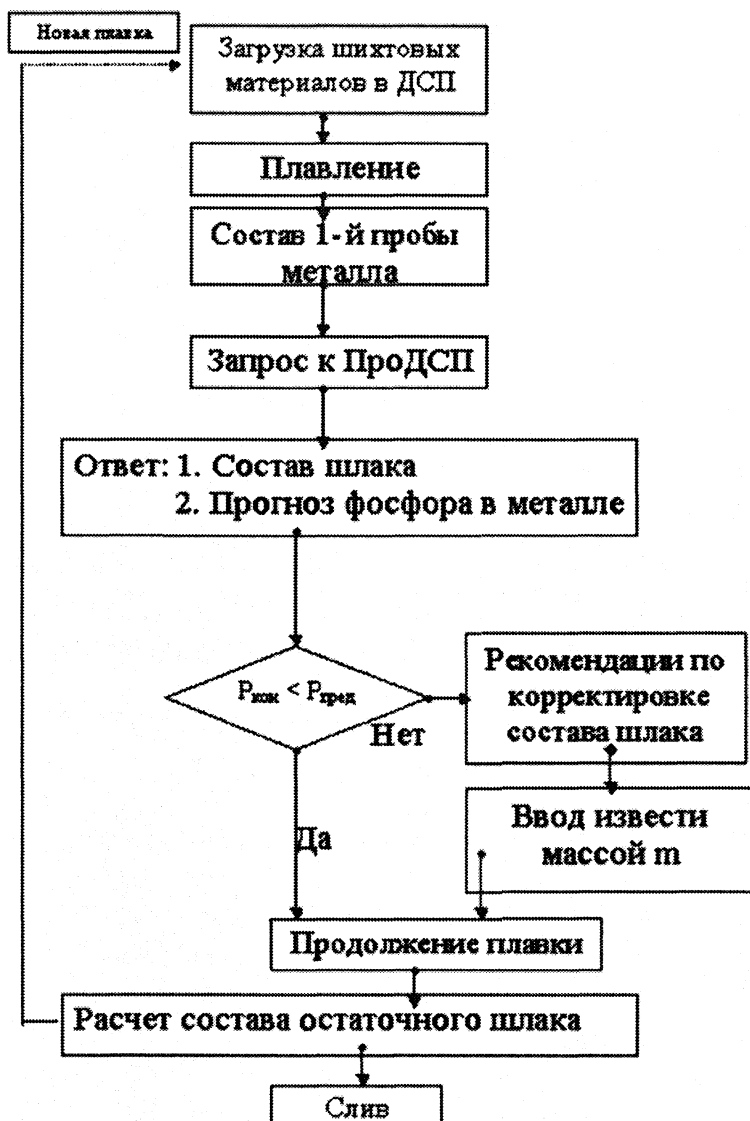 Новая плавка
Загрузка шихтовых
материалов в ДСП
Плавление
Состав 1-й пробы
металла
Запрос к ПроДСП
Ответ: 1. Состав шлака
2. Прогноз фосфора в металле
Pкон < Pпред
Нет
Рекомендации по
корректировке
состава шлака
Ввод извести
массой m
Да
Продолжение плавки
Расчет состава остаточного шлака
Слив